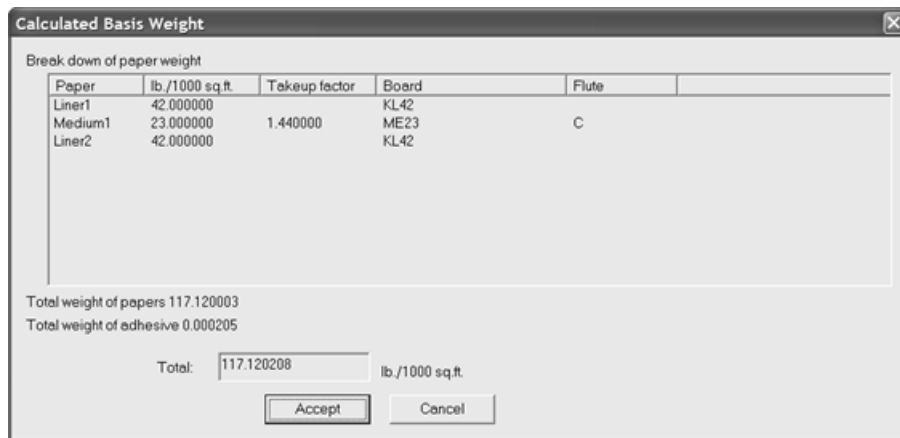 Calculated Basis Weight
Break down of paper weight
Paper lb./1000 sq.ft. Takeup factor Board Flute
Liner1 42.000000 KL42
Medium1 23.000000 1.440000 ME23 C
Liner2 42.000000 KL42
Total weight of papers 117.120003
Total weight of adhesive 0.000205
Total: 117.120208 lb./1000 sq.ft.
Accept Cancel